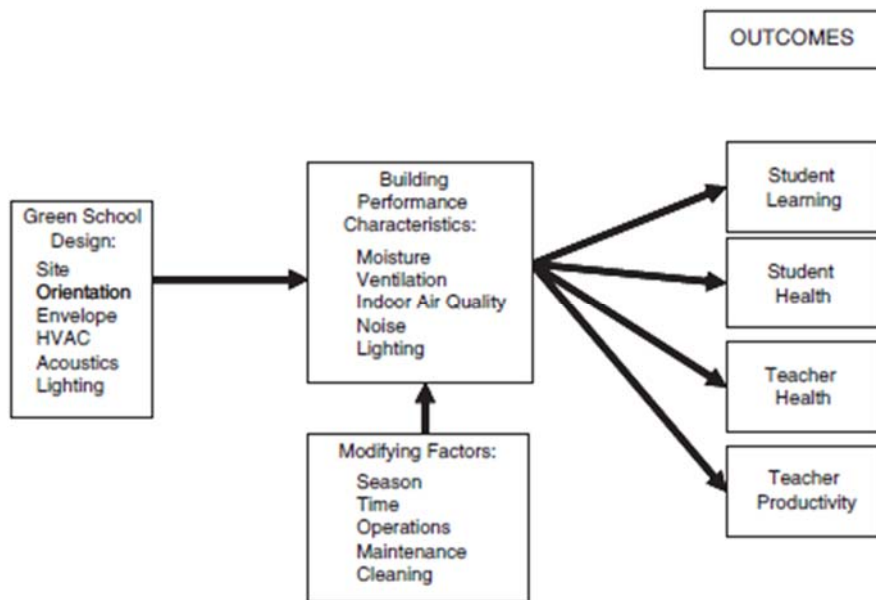 OUTCOMES
Green School
Design:
Site
Orientation
Envelope
HVAC
Acoustics
Lighting
Building
Performance
Characteristics:
Moisture
Ventilation
Indoor Air Quality
Noise
Lighting
Modifying Factors:
Season
Time
Operations
Maintenance
Cleaning
Student
Learning
Student
Health
Teacher
Health
Teacher
Productivity